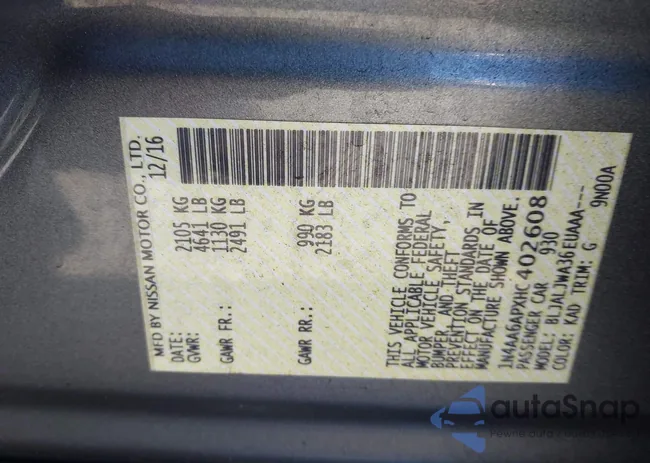 MFD BY NISSAN MOTOR CO., LTD.
DATE: 12/16
GVWR: 2105 KG
4641 LB
GAWR FR.: 1130 KG
2491 LB
GAWR RR.: 990 KG
2183 LB
THIS VEHICLE CONFORMS TO
ALL APPLICABLE FEDERAL
MOTOR VEHICLE SAFETY,
BUMPER, AND THEFT
PREVENTION STANDARDS IN
EFFECT ON THE DATE OF
MANUFACTURE SHOWN ABOVE.
1N4AA6APXHC402608
PASSENGER CAR 930
MODEL: BLJALJWA36EUAAA---
COLOR: KAD TRIM: G 9N00A
autaSnap
Pewne auto z